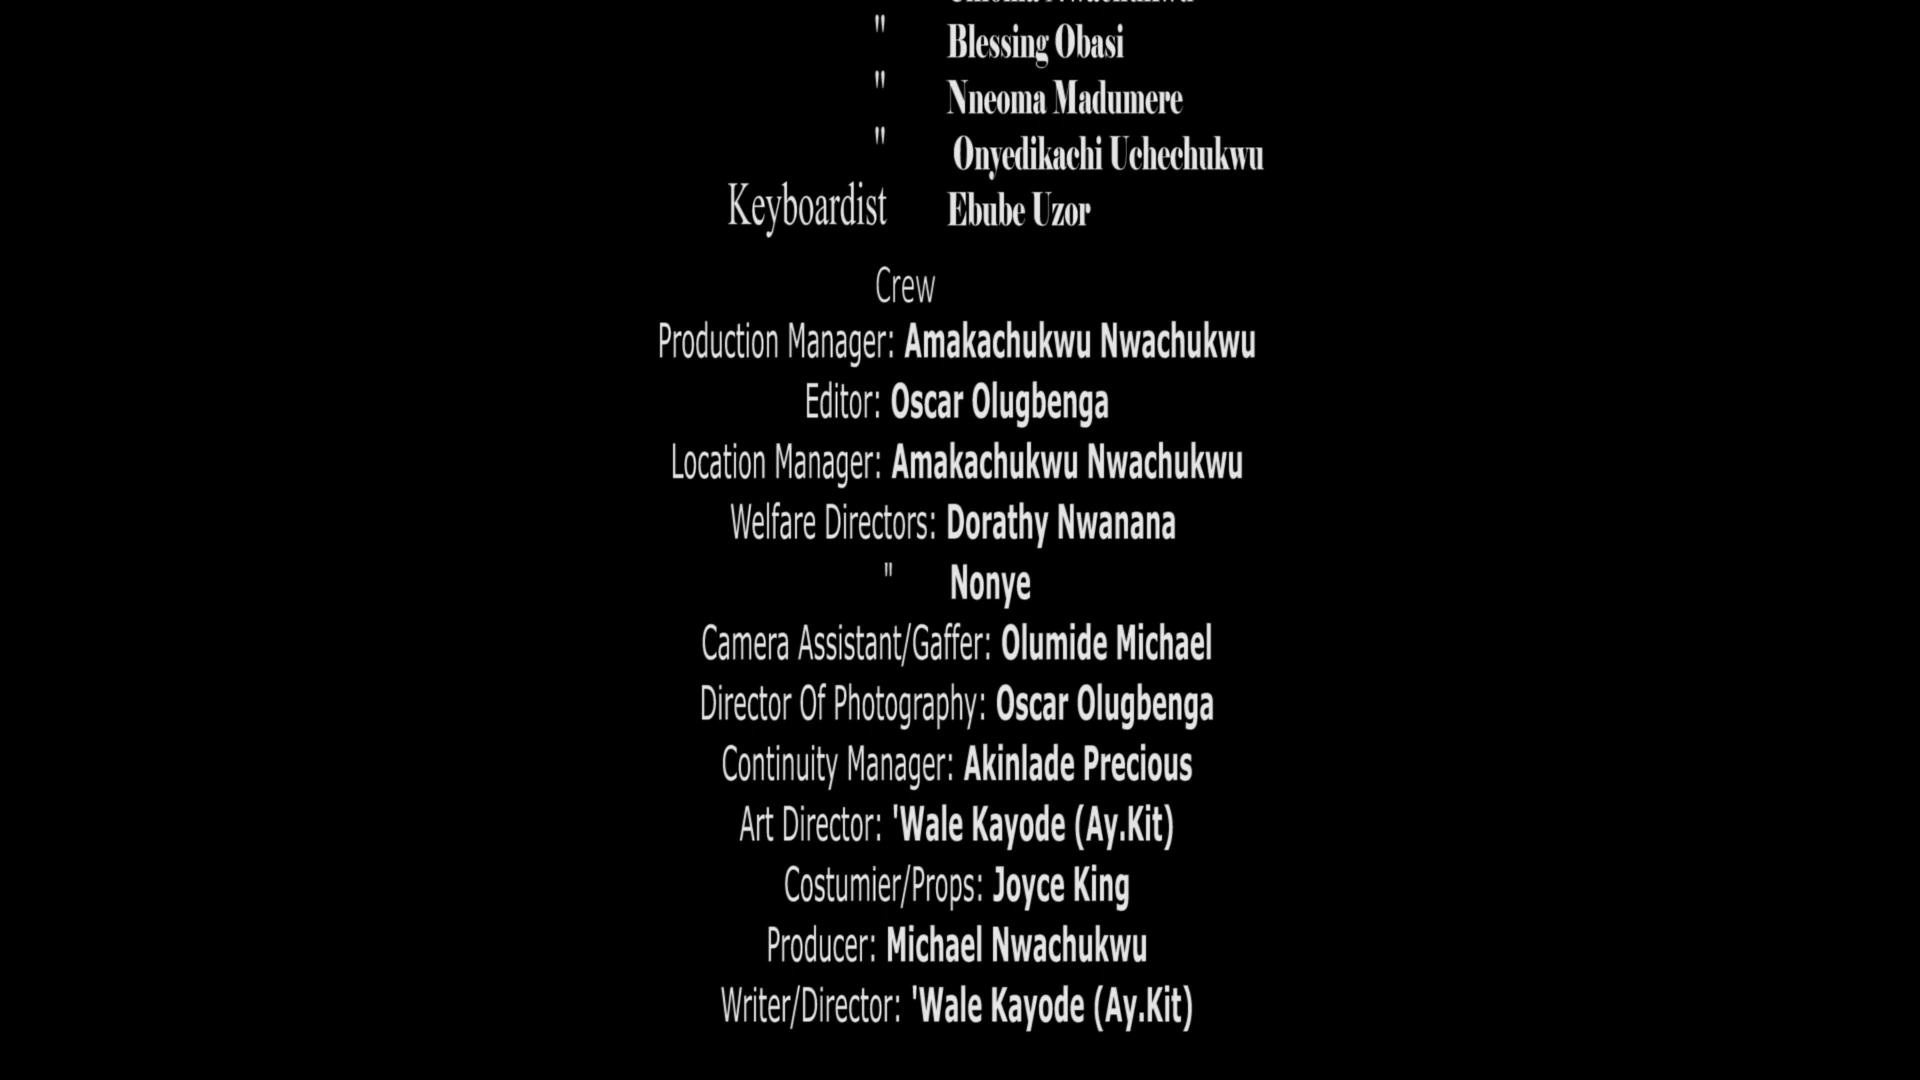 " Blessing Obasi
" Nneoma Madumere
" Onyedikachi Uchechukwu
Keyboardist Ebube Uzor
Crew
Production Manager: Amakachukwu Nwachukwu
Editor: Oscar Olugbenga
Location Manager: Amakachukwu Nwachukwu
Welfare Directors: Dorathy Nwanana
" Nonye
Camera Assistant/Gaffer: Olumide Michael
Director Of Photography: Oscar Olugbenga
Continuity Manager: Akinlade Precious
Art Director: 'Wale Kayode (Ay.Kit)
Costumier/Props: Joyce King
Producer: Michael Nwachukwu
Writer/Director: 'Wale Kayode (Ay.Kit)